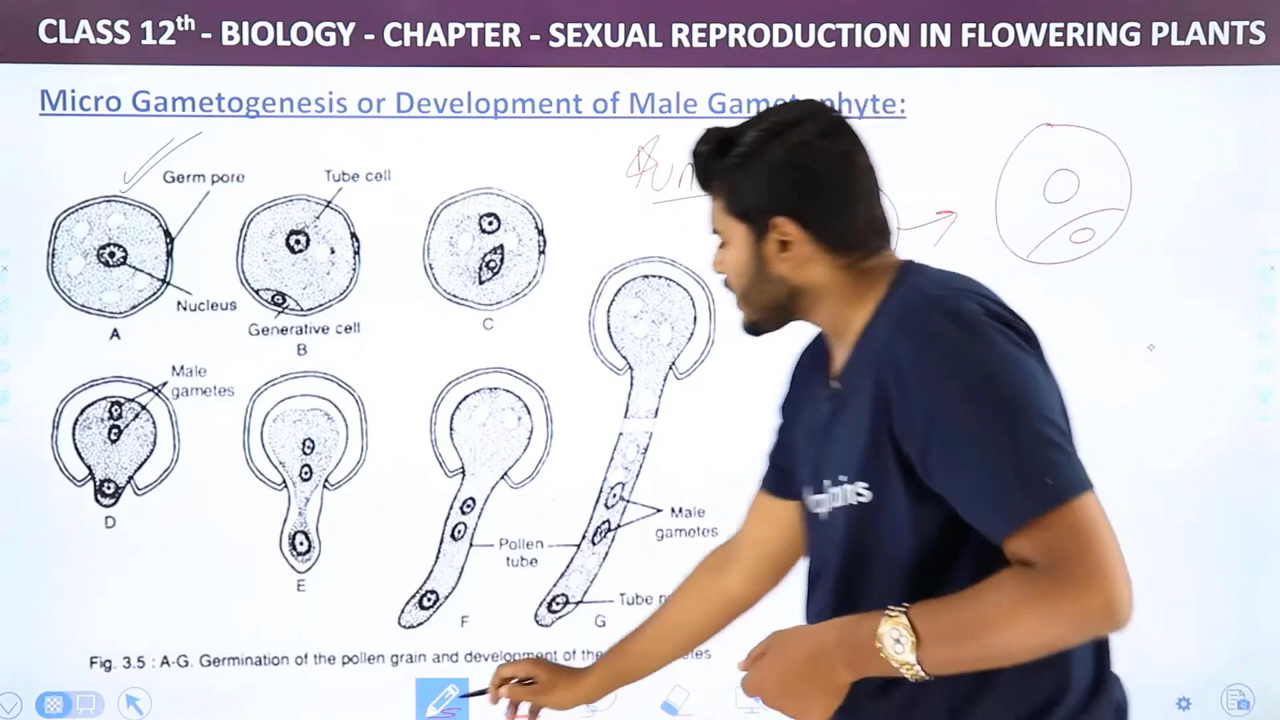 CLASS 12th - BIOLOGY - CHAPTER - SEXUAL REPRODUCTION IN FLOWERING PLANTS
Micro Gametogenesis or Development of Male
Germ pore
Tube cell
Nucleus
A
Generative cell
B
C
Male
gametes
D
E
Pollen
tube
F
Male
gametes
Tube
G
Fig. 3.5 : A-G. Germination of the pollen grain and development of the